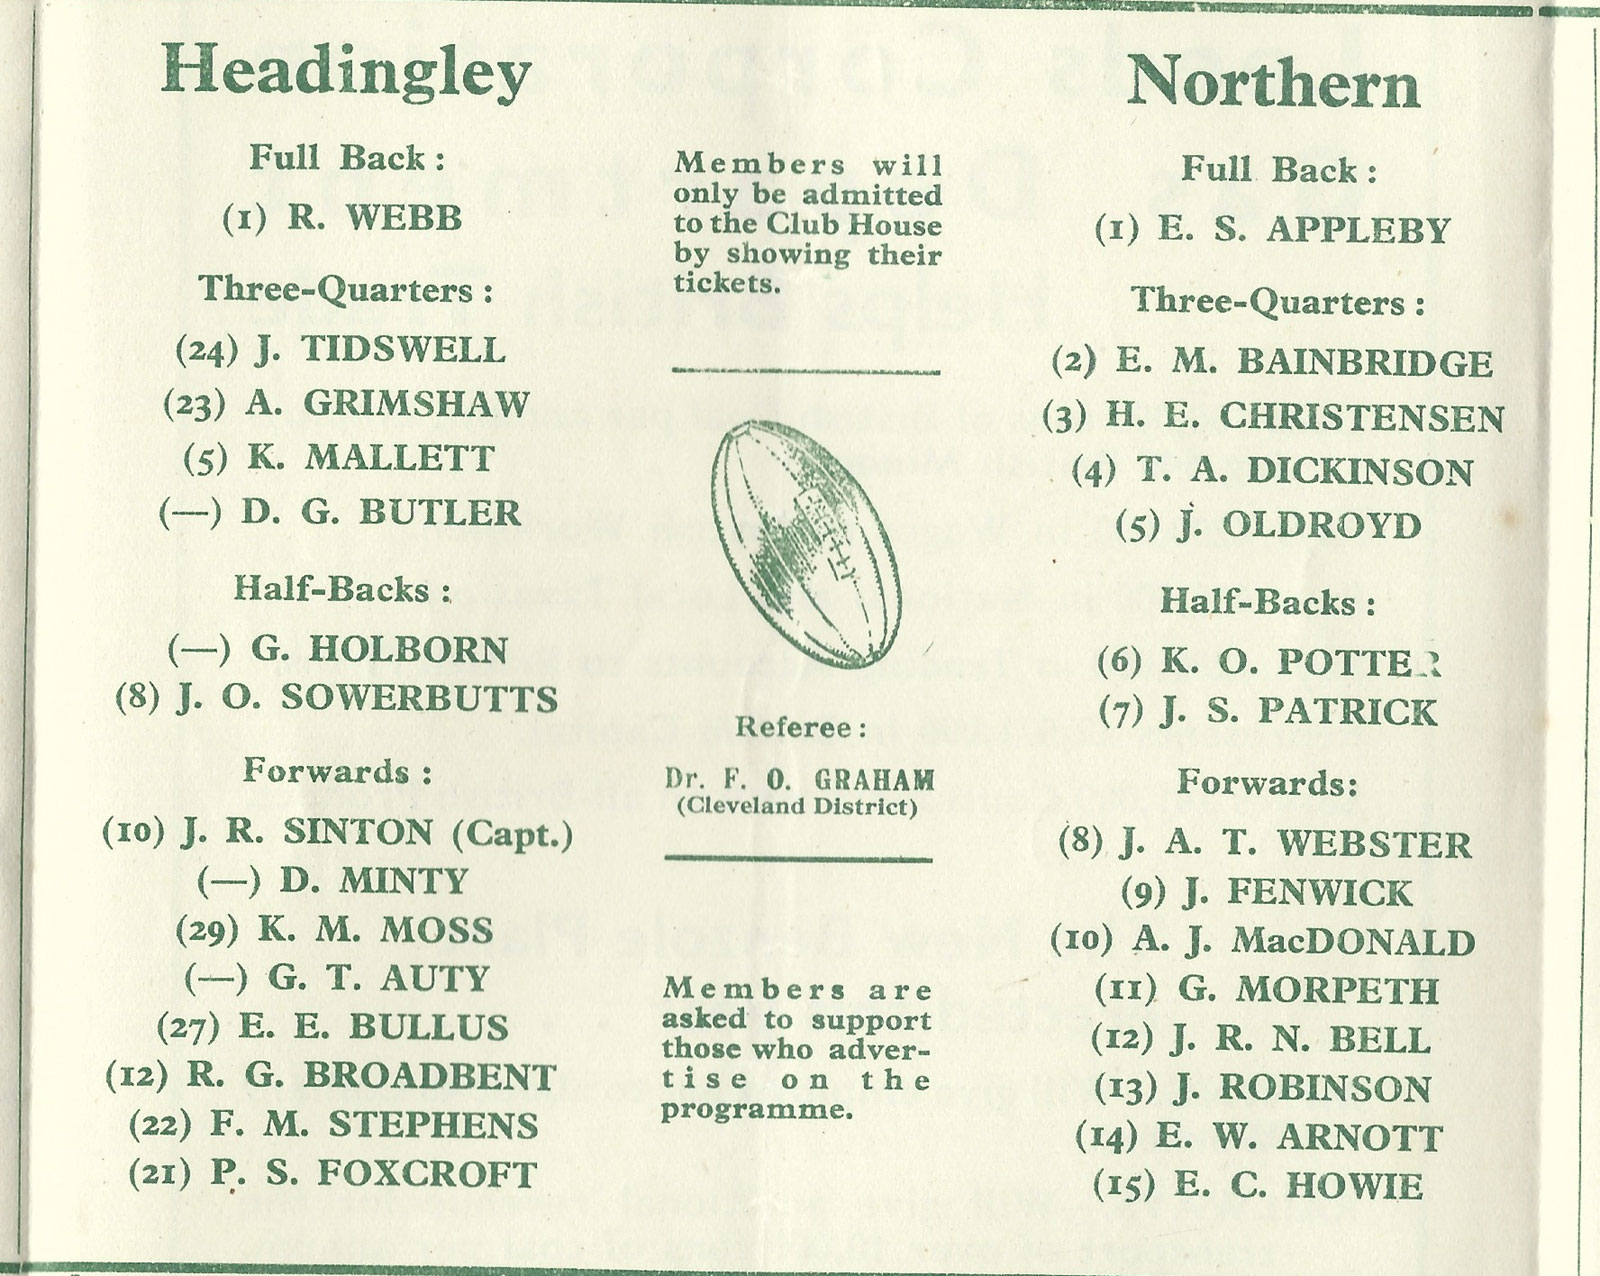 Headingley
Full Back :
(1) R. WEBB
Three-Quarters :
(24) J. TIDSWELL
(23) A. GRIMSHAW
(5) K. MALLETT
(—) D. G. BUTLER
Half-Backs :
(—) G. HOLBORN
(8) J. O. SOWERBUTTS
Forwards :
(10) J. R. SINTON (Capt.)
(—) D. MINTY
(29) K. M. MOSS
(—) G. T. AUTY
(27) E. E. BULLUS
(12) R. G. BROADBENT
(22) F. M. STEPHENS
(21) P. S. FOXCROFT
Members will
only be admitted
to the Club House
by showing their
tickets.
Referee :
Dr. F. O. GRAHAM
(Cleveland District)
Members are
asked to support
those who adver-
tise on the
programme.
Northern
Full Back :
(1) E. S. APPLEBY
Three-Quarters :
(2) E. M. BAINBRIDGE
(3) H. E. CHRISTENSEN
(4) T. A. DICKINSON
(5) J. OLDROYD
Half-Backs :
(6) K. O. POTTER
(7) J. S. PATRICK
Forwards:
(8) J. A. T. WEBSTER
(9) J. FENWICK
(10) A. J. MacDONALD
(11) G. MORPETH
(12) J. R. N. BELL
(13) J. ROBINSON
(14) E. W. ARNOTT
(15) E. C. HOWIE